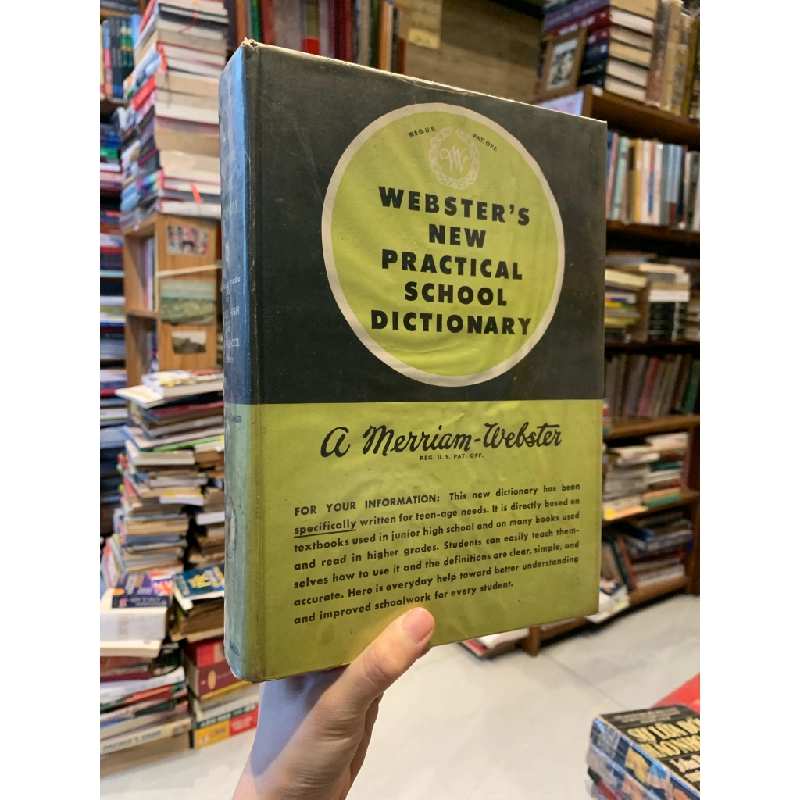 REG. U.S. PAT. OFF.
W
WEBSTER'S
NEW
PRACTICAL
SCHOOL
DICTIONARY
a Merriam-Webster
REG. U.S. PAT. OFF.
FOR YOUR INFORMATION: This new dictionary has been
specifically written for teen-age needs. It is directly based on
textbooks used in junior high school and on many books used
and read in higher grades. Students can easily teach them-
selves how to use it and the definitions are clear, simple, and
accurate. Here is everyday help toward better understanding
and improved schoolwork for every student.